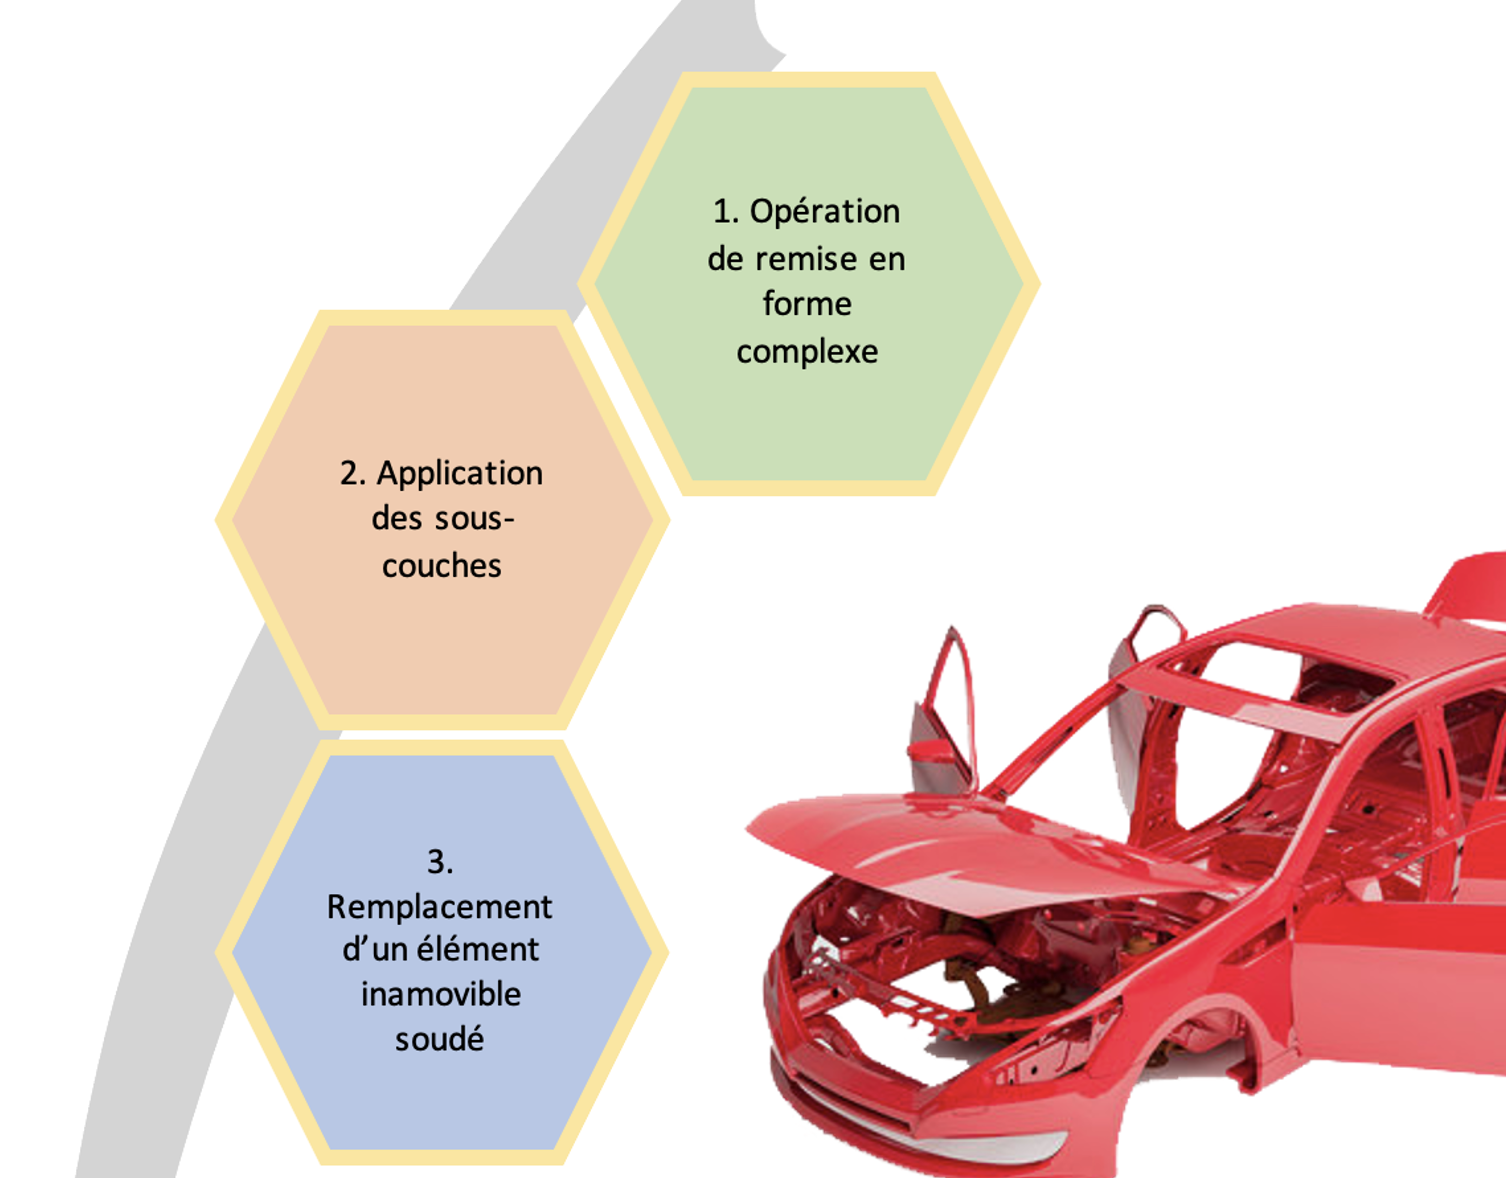 1. Opération
de remise en
forme
complexe
2. Application
des sous-
couches
3.
Remplacement
d’un élément
inamovible
soudé